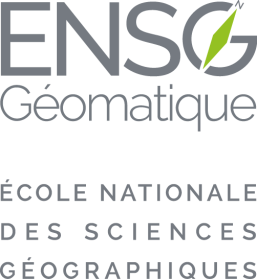 ENSG
N
Géomatique
ÉCOLE NATIONALE
DES SCIENCES
GÉOGRAPHIQUES